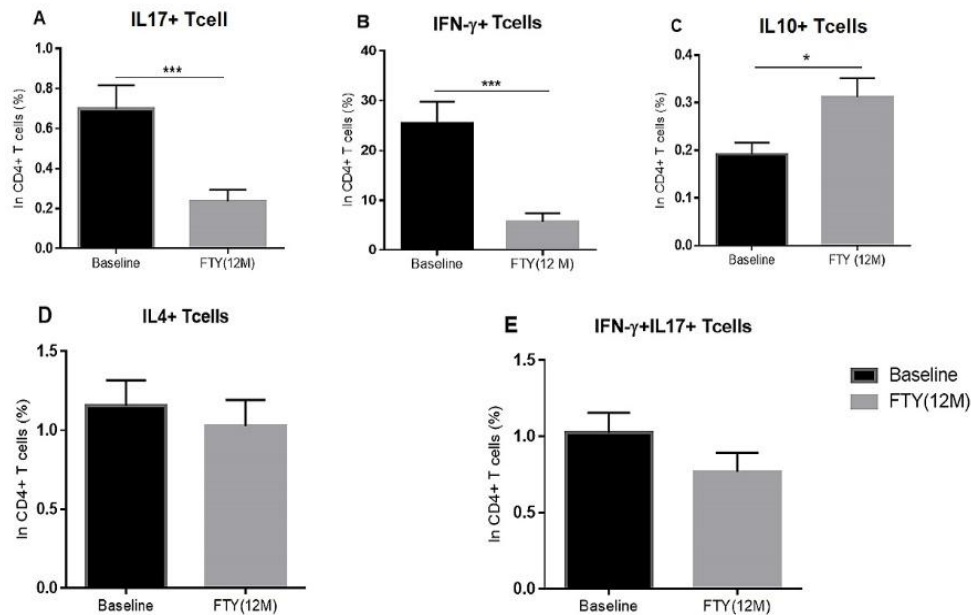 A
IL17+ Tcell
In CD4+ T cells (%)
1.0
0.8
0.6
0.4
0.2
0.0
***
Baseline
FTY(12M)
B
IFN-γ+ Tcells
In CD4+ T cells (%)
40
30
20
10
0
***
Baseline
FTY(12 M)
C
IL10+ Tcells
In CD4+ T cells (%)
0.4
0.3
0.2
0.1
0.0
*
Baseline
FTY (12M)
D
IL4+ Tcells
In CD4+ T cells (%)
1.5
1.0
0.5
0.0
Baseline
FTY(12M)
E
IFN-γ+IL17+ Tcells
In CD4+ T cells (%)
1.5
1.0
0.5
0.0
Baseline
FTY(12M)
Baseline
FTY(12M)